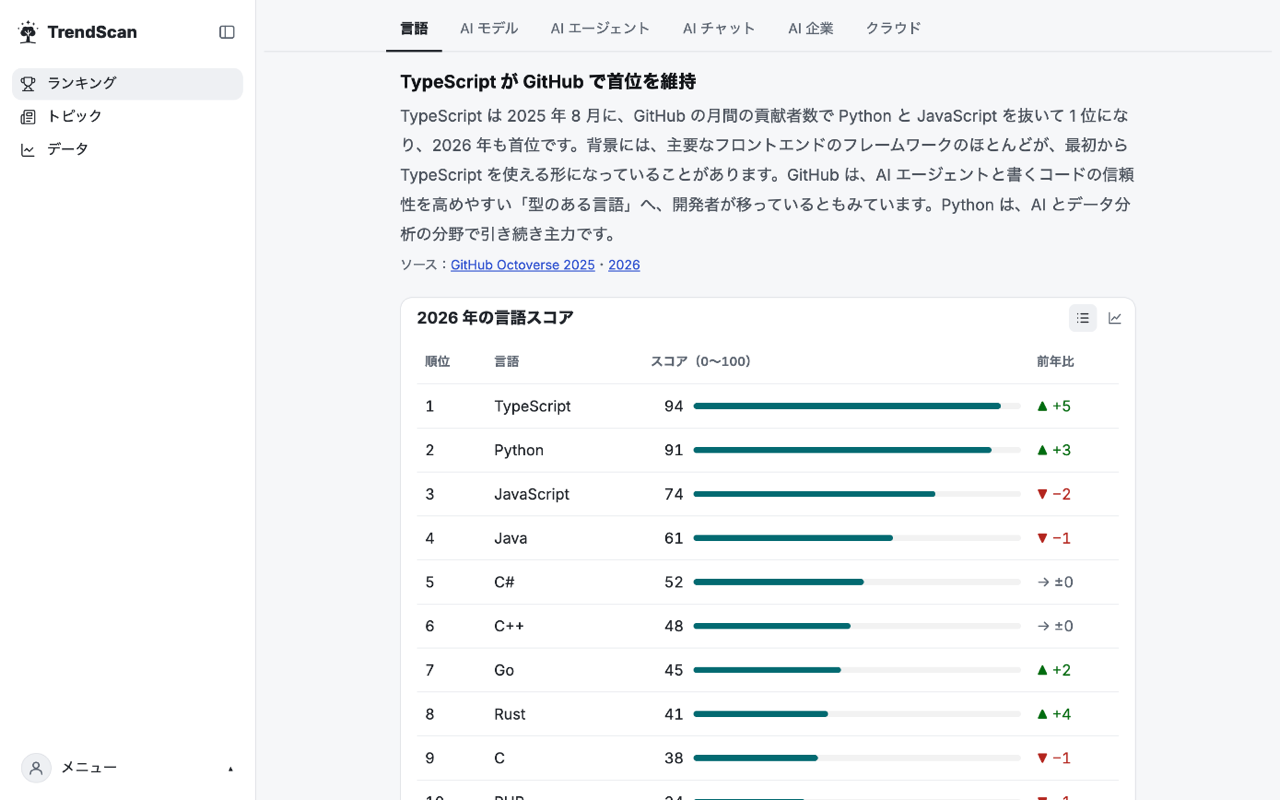 TrendScan
ランキング
トピック
データ
メニュー
言語 AI モデル AI エージェント AI チャット AI 企業 クラウド
TypeScript が GitHub で首位を維持
TypeScript は 2025 年 8 月に、GitHub の月間の貢献者数で Python と JavaScript を抜いて 1 位にな
り、2026 年も首位です。背景には、主要なフロントエンドのフレームワークのほとんどが、最初から
TypeScript を使える形になっていることがあります。GitHub は、AI エージェントと書くコードの信頼
性を高めやすい「型のある言語」へ、開発者が移っているともみています。Python は、AI とデータ分
析の分野で引き続き主力です。
ソース：GitHub Octoverse 2025・2026
2026 年の言語スコア
順位 言語 スコア（0〜100） 前年比
1 TypeScript 94 ▲ +5
2 Python 91 ▲ +3
3 JavaScript 74 ▼ −2
4 Java 61 ▼ −1
5 C# 52 → ±0
6 C++ 48 → ±0
7 Go 45 ▲ +2
8 Rust 41 ▲ +4
9 C 38 ▼ −1